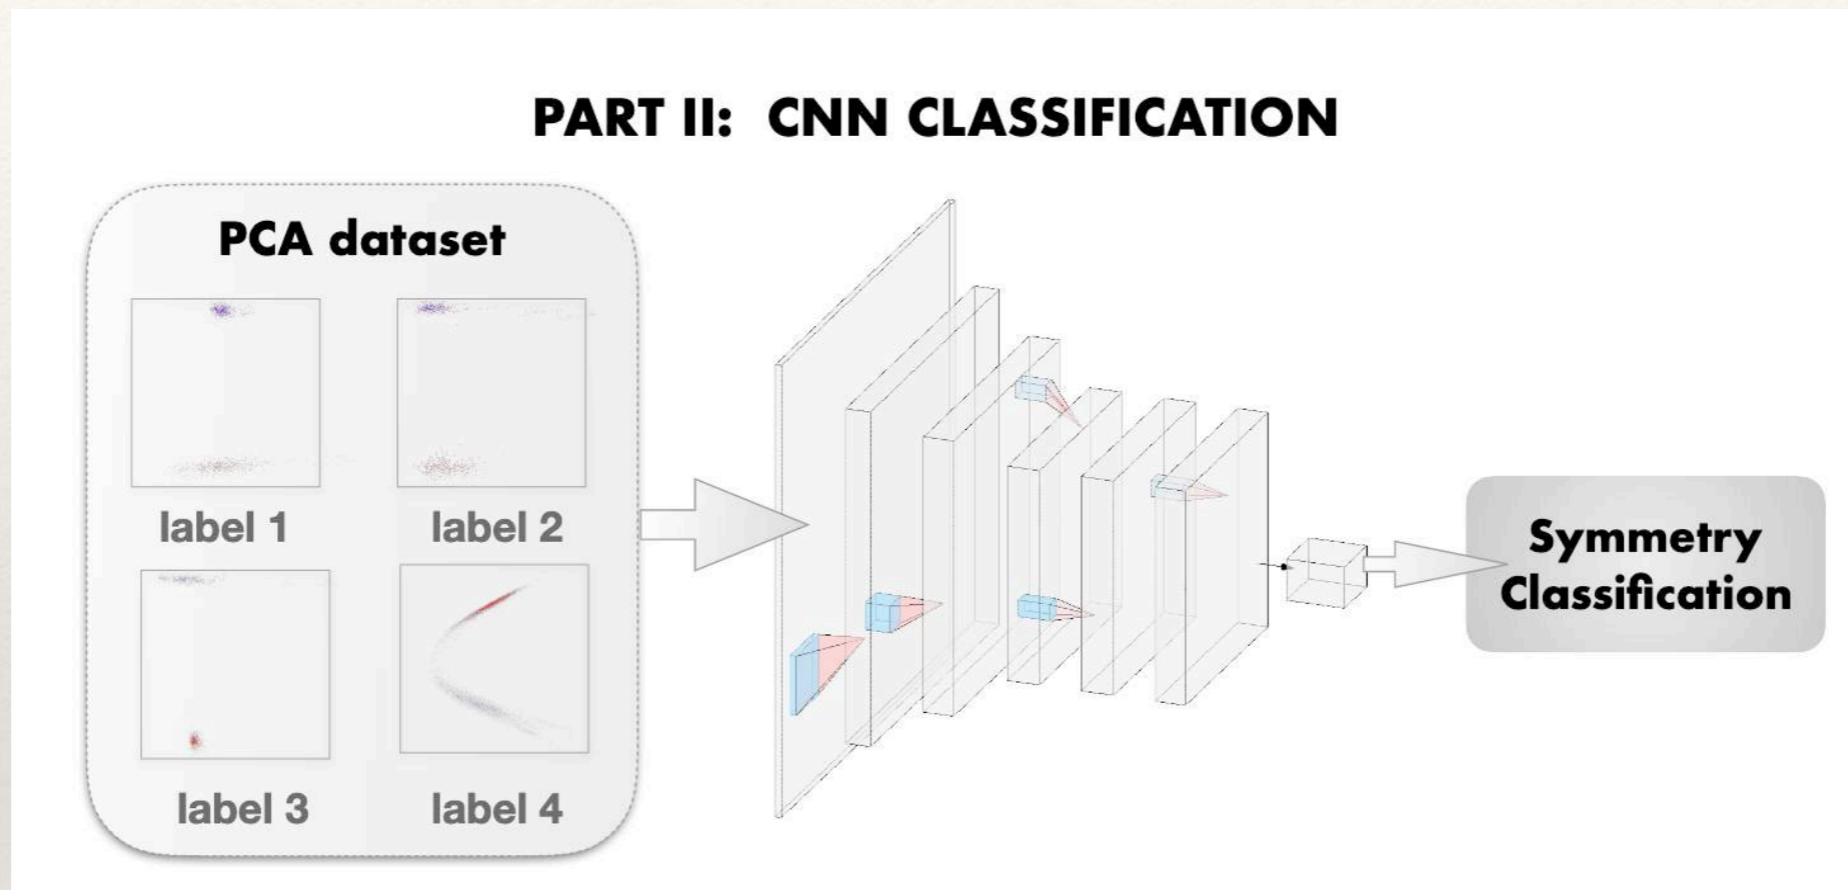 PART II: CNN CLASSIFICATION
PCA dataset
label 1
label 2
label 3
label 4
Symmetry
Classification